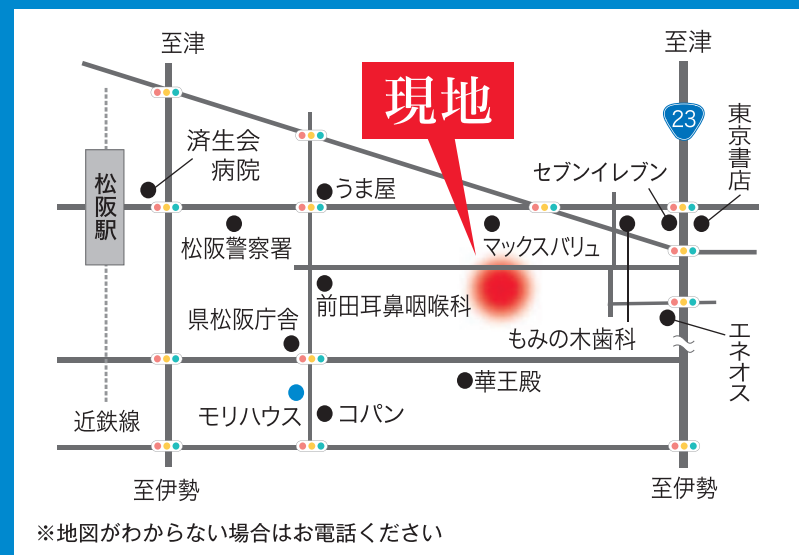 至津
至津
現地
23
東京書店
済生会
病院
セブンイレブン
松阪駅
うま屋
松阪警察署
マックスバリュ
前田耳鼻咽喉科
県松阪庁舎
もみの木歯科
エネオス
華王殿
近鉄線
モリハウス
コパン
至伊勢
至伊勢
※地図がわからない場合はお電話ください